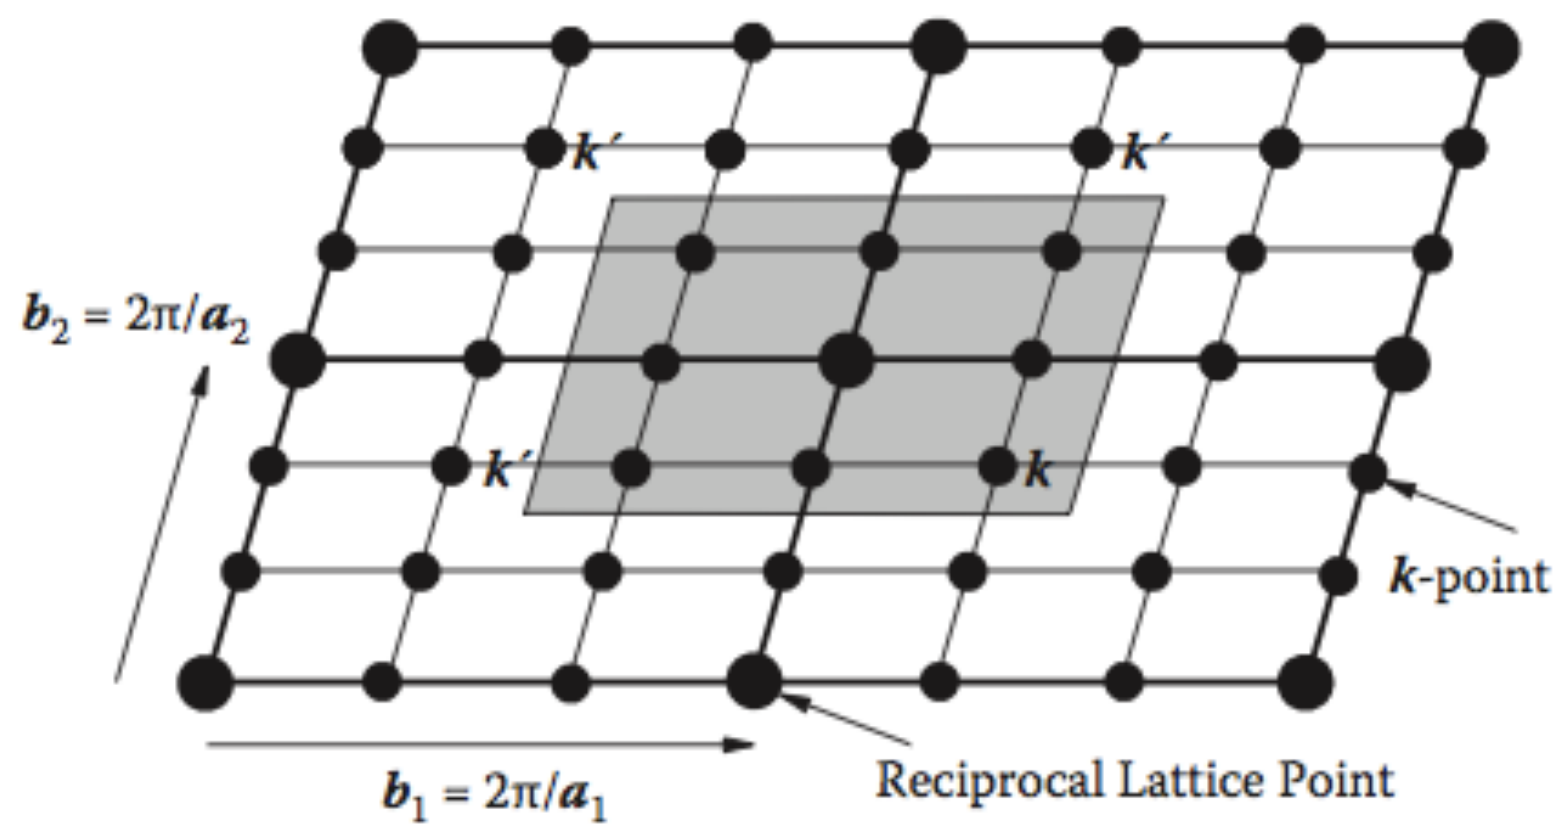 k´
k´
b₂ = 2π/a₂
k´
k
k-point
Reciprocal Lattice Point
b₁ = 2π/a₁